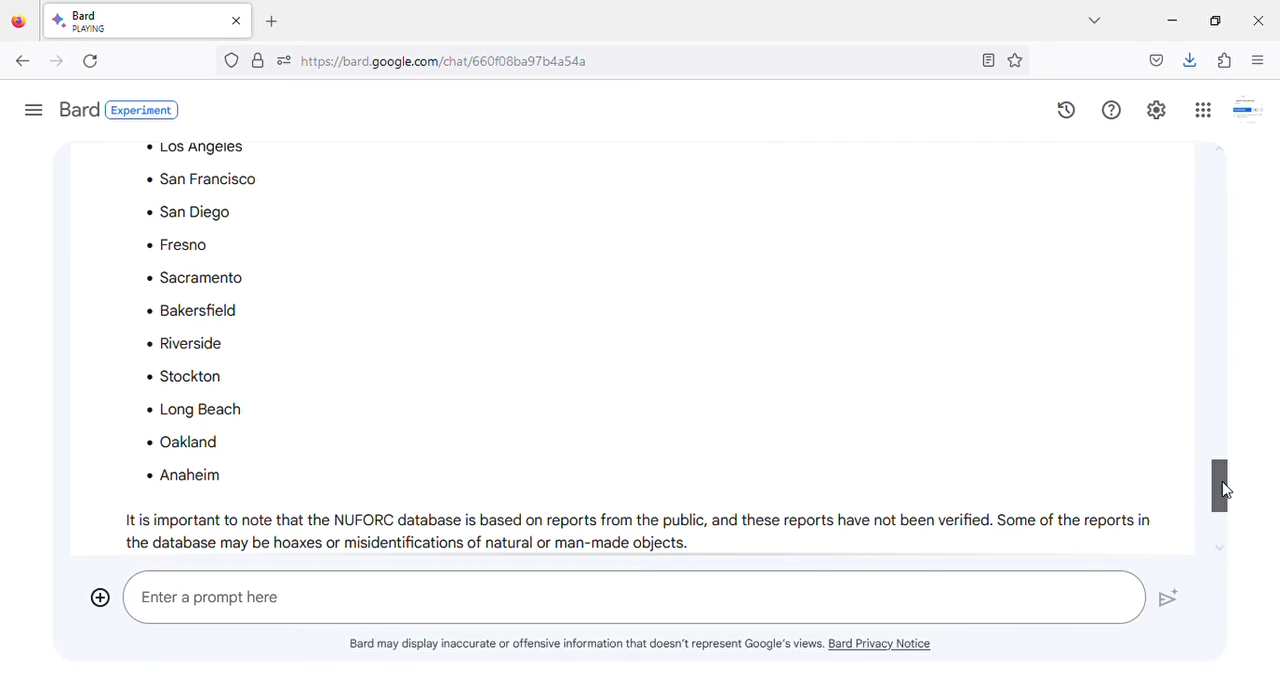 Bard
PLAYING
https://bard.google.com/chat/660f08ba97b4a54a
Bard Experiment
• Los Angeles
• San Francisco
• San Diego
• Fresno
• Sacramento
• Bakersfield
• Riverside
• Stockton
• Long Beach
• Oakland
• Anaheim
It is important to note that the NUFORC database is based on reports from the public, and these reports have not been verified. Some of the reports in
the database may be hoaxes or misidentifications of natural or man-made objects.
Enter a prompt here
Bard may display inaccurate or offensive information that doesn't represent Google's views. Bard Privacy Notice